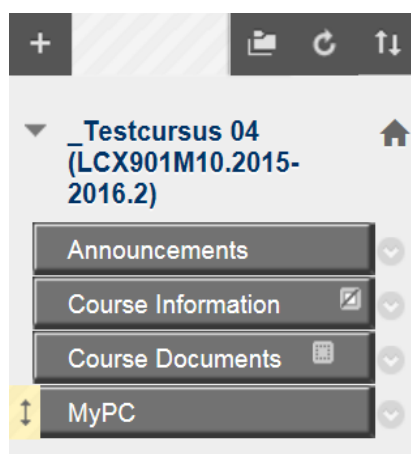 _Testcursus 04
(LCX901M10.2015-
2016.2)
Announcements
Course Information
Course Documents
MyPC